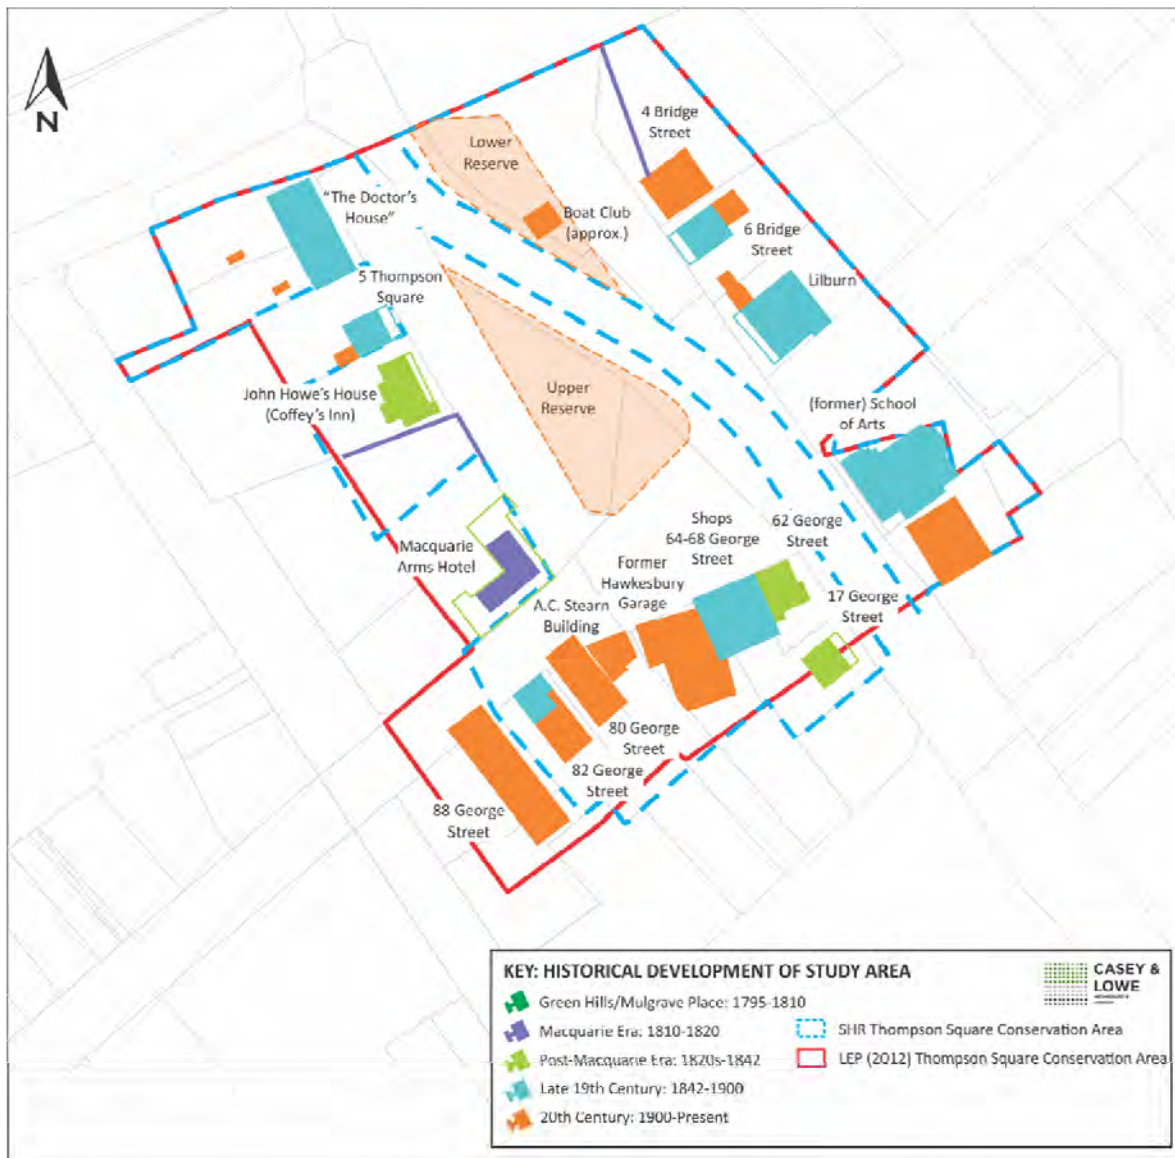 N
4 Bridge
Street
Lower
Reserve
"The Doctor's
House"
Boat Club
(approx.)
6 Bridge
Street
Lilburn
5 Thompson
Square
John Howe's House
(Coffey's Inn)
Upper
Reserve
(former) School
of Arts
Macquarie
Arms Hotel
Shops
64-68 George
Street
62 George
Street
Former
Hawkesbury
Garage
17 George
Street
A.C. Stearn
Building
80 George
Street
82 George
Street
88 George
Street
KEY: HISTORICAL DEVELOPMENT OF STUDY AREA
CASEY &
LOWE
Green Hills/Mulgrave Place: 1795-1810
Macquarie Era: 1810-1820
Post-Macquarie Era: 1820s-1842
Late 19th Century: 1842-1900
20th Century: 1900-Present
SHR Thompson Square Conservation Area
LEP (2012) Thompson Square Conservation Area